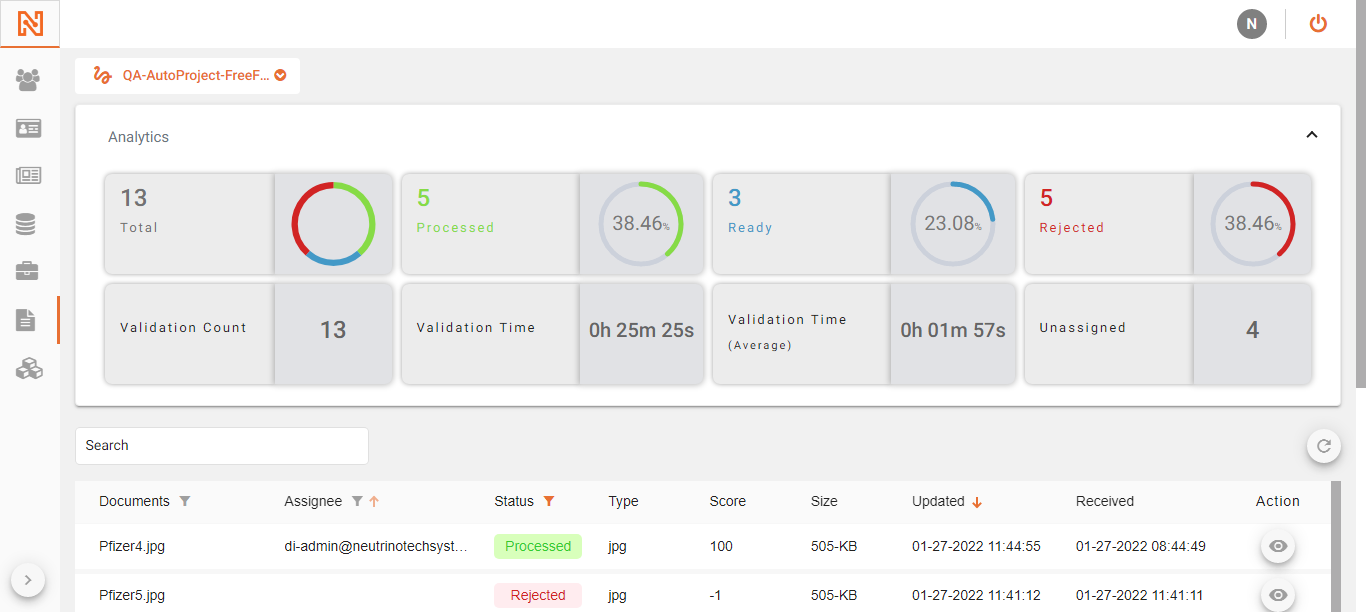 N
QA-AutoProject-FreeF...
Analytics
13
Total
5
Processed
38.46%
3
Ready
23.08%
5
Rejected
38.46%
Validation Count
13
Validation Time
0h 25m 25s
Validation Time
(Average)
0h 01m 57s
Unassigned
4
Search
Documents Assignee Status Type Score Size Updated Received Action
Pfizer4.jpg di-admin@neutrinotechsyst... Processed jpg 100 505-KB 01-27-2022 11:44:55 01-27-2022 08:44:49
Pfizer5.jpg Rejected jpg -1 505-KB 01-27-2022 11:41:12 01-27-2022 11:41:11